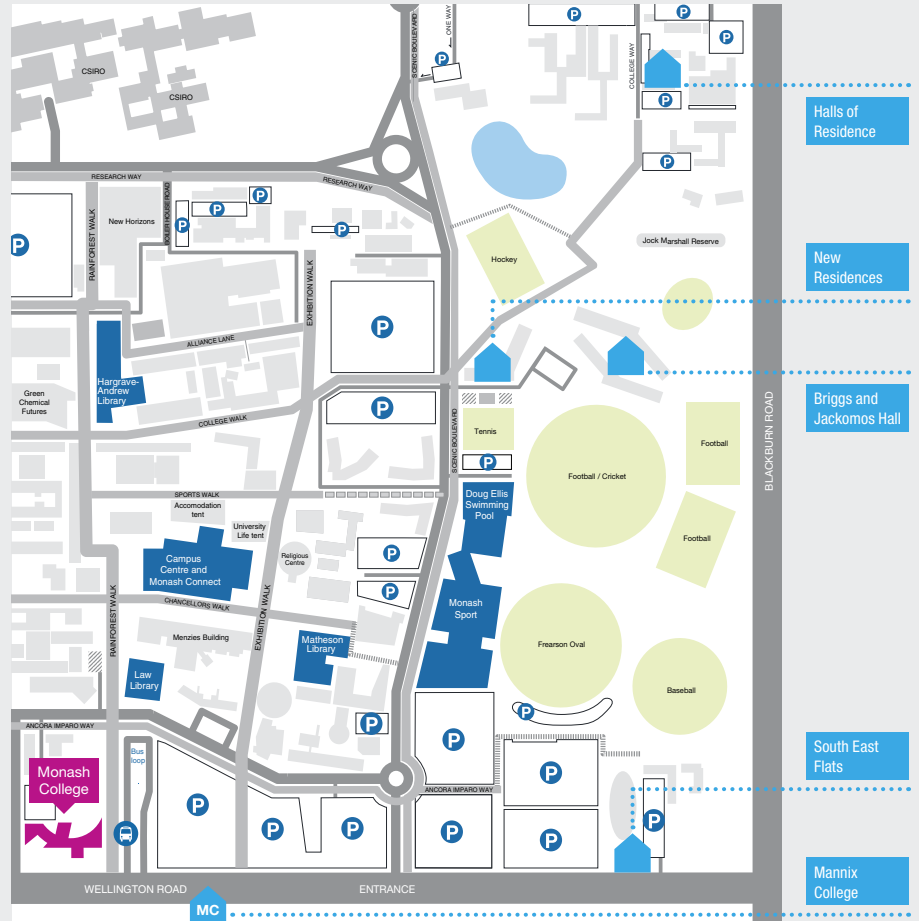 SCENIC BOULEVARD
ONE WAY
P
P
P
P
COLLEGE WAY
CSIRO
CSIRO
P
Halls of
Residence
RESEARCH WAY
RESEARCH WAY
P
P
P
P
P
P
New Horizons
BOILER HOUSE ROAD
RAINFOREST WALK
EXHIBITION WALK
Jock Marshall Reserve
Hockey
New
Residences
P
ALLIANCE LANE
Hargrave-
Andrew
Library
Green
Chemical
Futures
COLLEGE WALK
P
SCENIC BOULEVARD
Tennis
P
Football / Cricket
Football
Football
BLACKBURN ROAD
Briggs and
Jackomos Hall
SPORTS WALK
Accomodation
tent
University
Life tent
Doug Ellis
Swimming
Pool
Religious
Centre
P
P
Campus
Centre and
Monash Connect
CHANCELLORS WALK
RAINFOREST WALK
EXHIBITION WALK
Menzies Building
Matheson
Library
Monash
Sport
Frearson Oval
Baseball
Law
Library
P
P
P
ANCORA IMPARO WAY
Bus
loop
Monash
College
P
P
P
P
ANCORA IMPARO WAY
P
P
P
P
South East
Flats
Mannix
College
WELLINGTON ROAD
ENTRANCE
MC